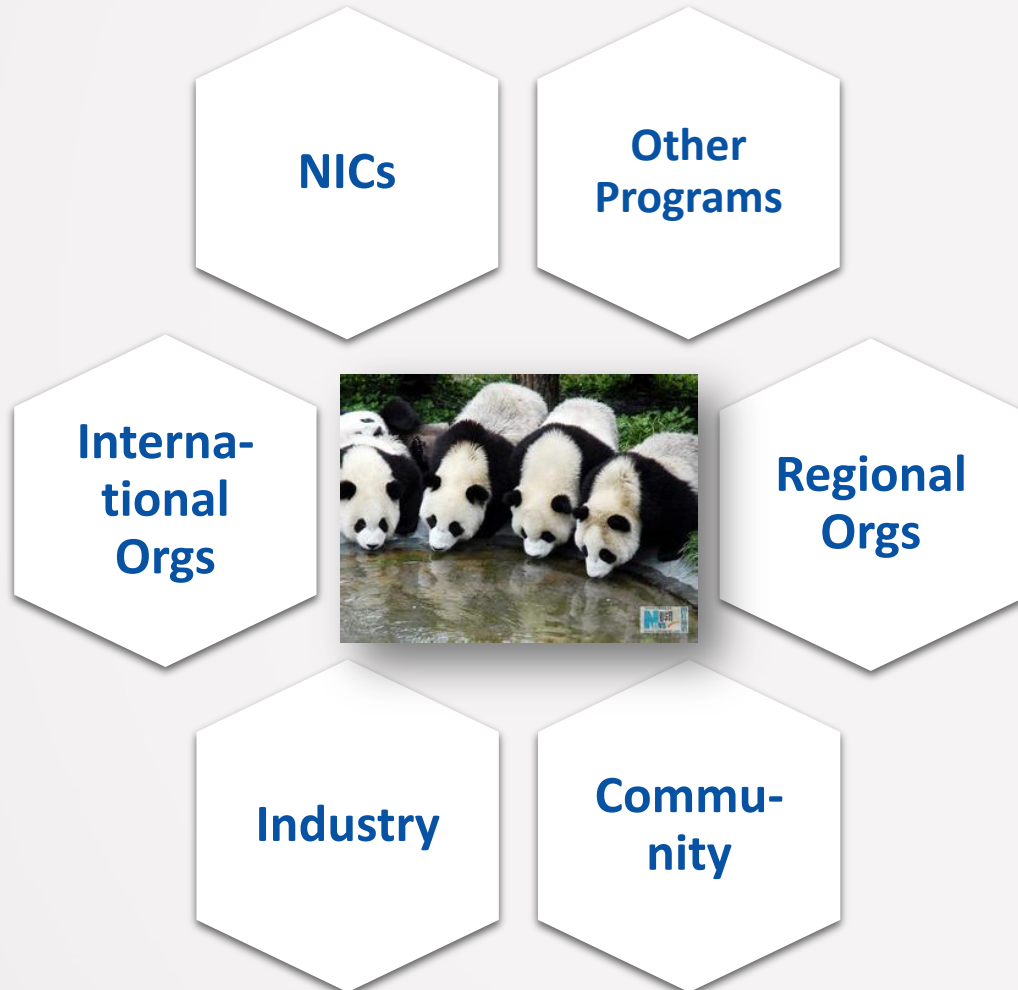 NICs
Other
Programs
Interna-
tional
Orgs
Regional
Orgs
Industry
Commu-
nity